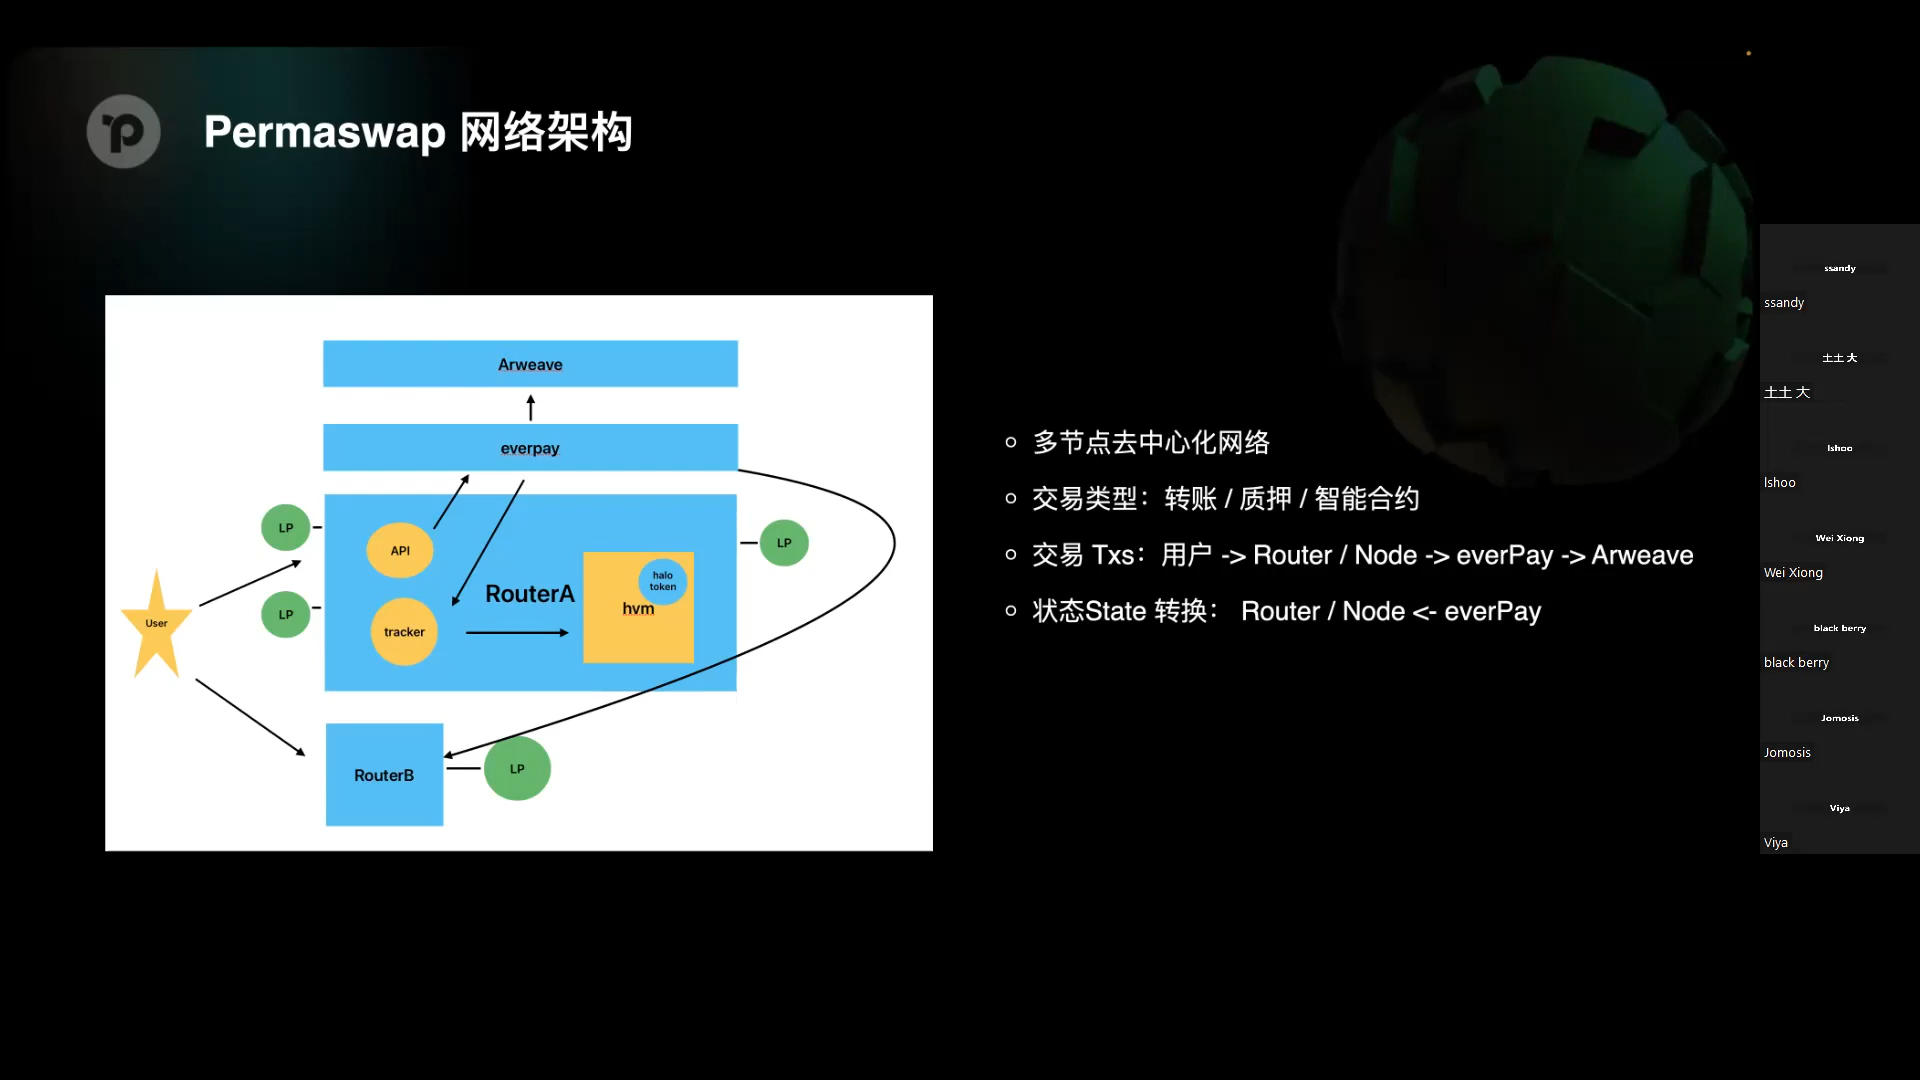 Permaswap 网络架构
Arweave
everpay
LP
API
LP
halo
token
RouterA
hvm
LP
tracker
User
RouterB
LP
多节点去中心化网络
交易类型：转账 / 质押 / 智能合约
交易 Txs：用户 -> Router / Node -> everPay -> Arweave
状态State 转换： Router / Node <- everPay
ssandy
ssandy
土土 大
土土 大
lshoo
lshoo
Wei Xiong
Wei Xiong
black berry
black berry
Jomosis
Jomosis
Viya
Viya